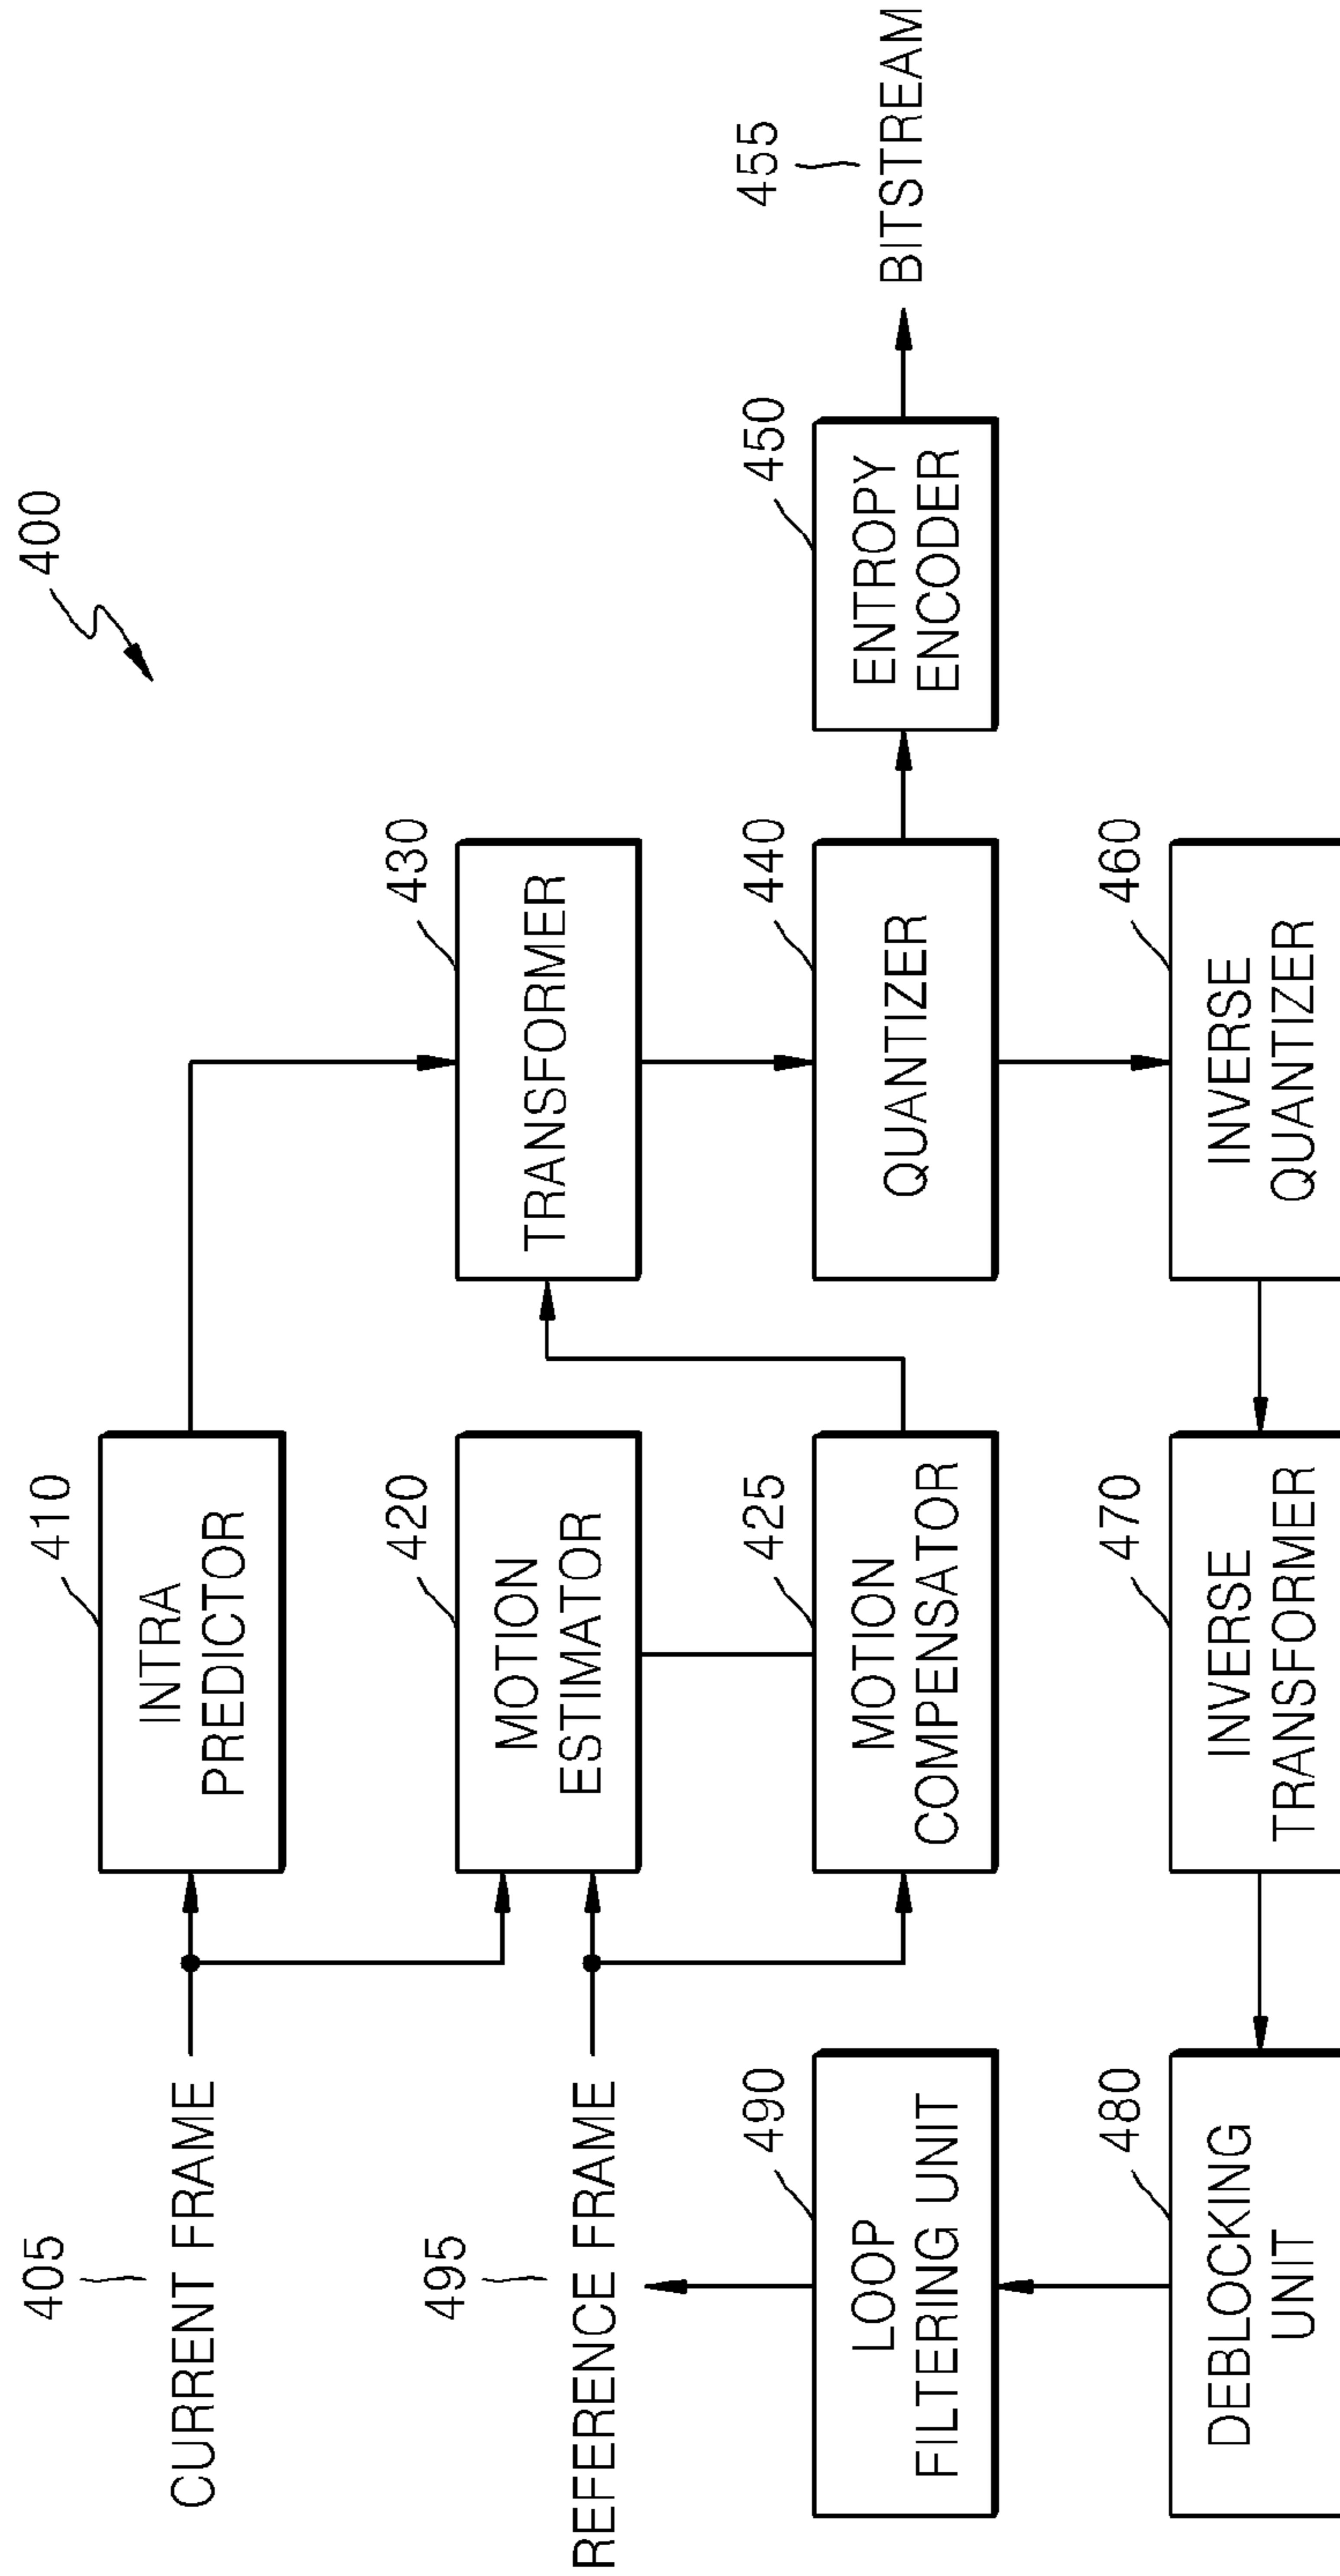 400
405
CURRENT FRAME
410
INTRA
PREDICTOR
495
REFERENCE FRAME
420
MOTION
ESTIMATOR
430
TRANSFORMER
490
LOOP
FILTERING UNIT
425
MOTION
COMPENSATOR
440
QUANTIZER
450
ENTROPY
ENCODER
455
BITSTREAM
480
DEBLOCKING
UNIT
470
INVERSE
TRANSFORMER
460
INVERSE
QUANTIZER